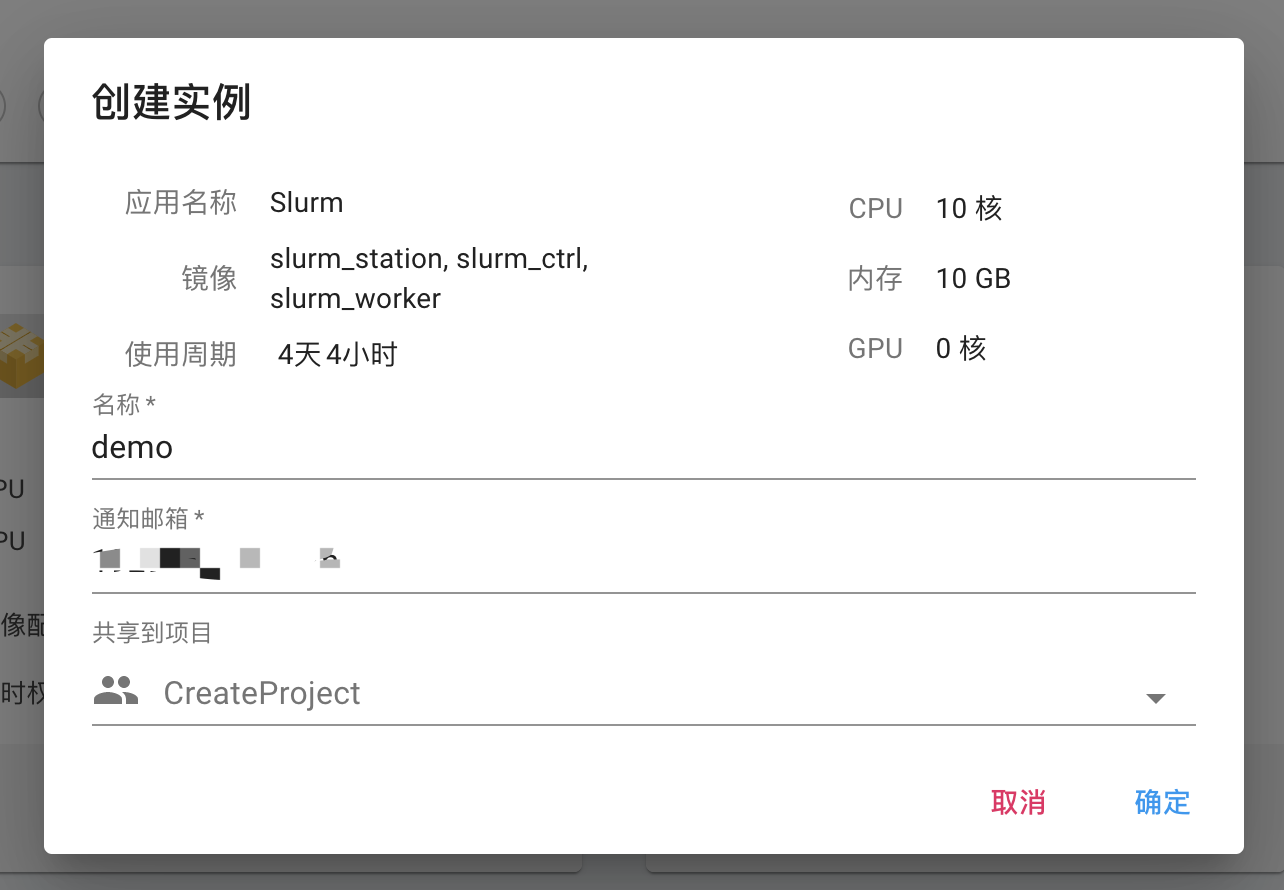 创建实例
应用名称 Slurm
镜像 slurm_station, slurm_ctrl,
slurm_worker
使用周期 4天 4小时
CPU 10 核
内存 10 GB
GPU 0 核
名称 *
demo
通知邮箱 *
共享到项目
CreateProject
取消 确定
PU
PU
像配
时权